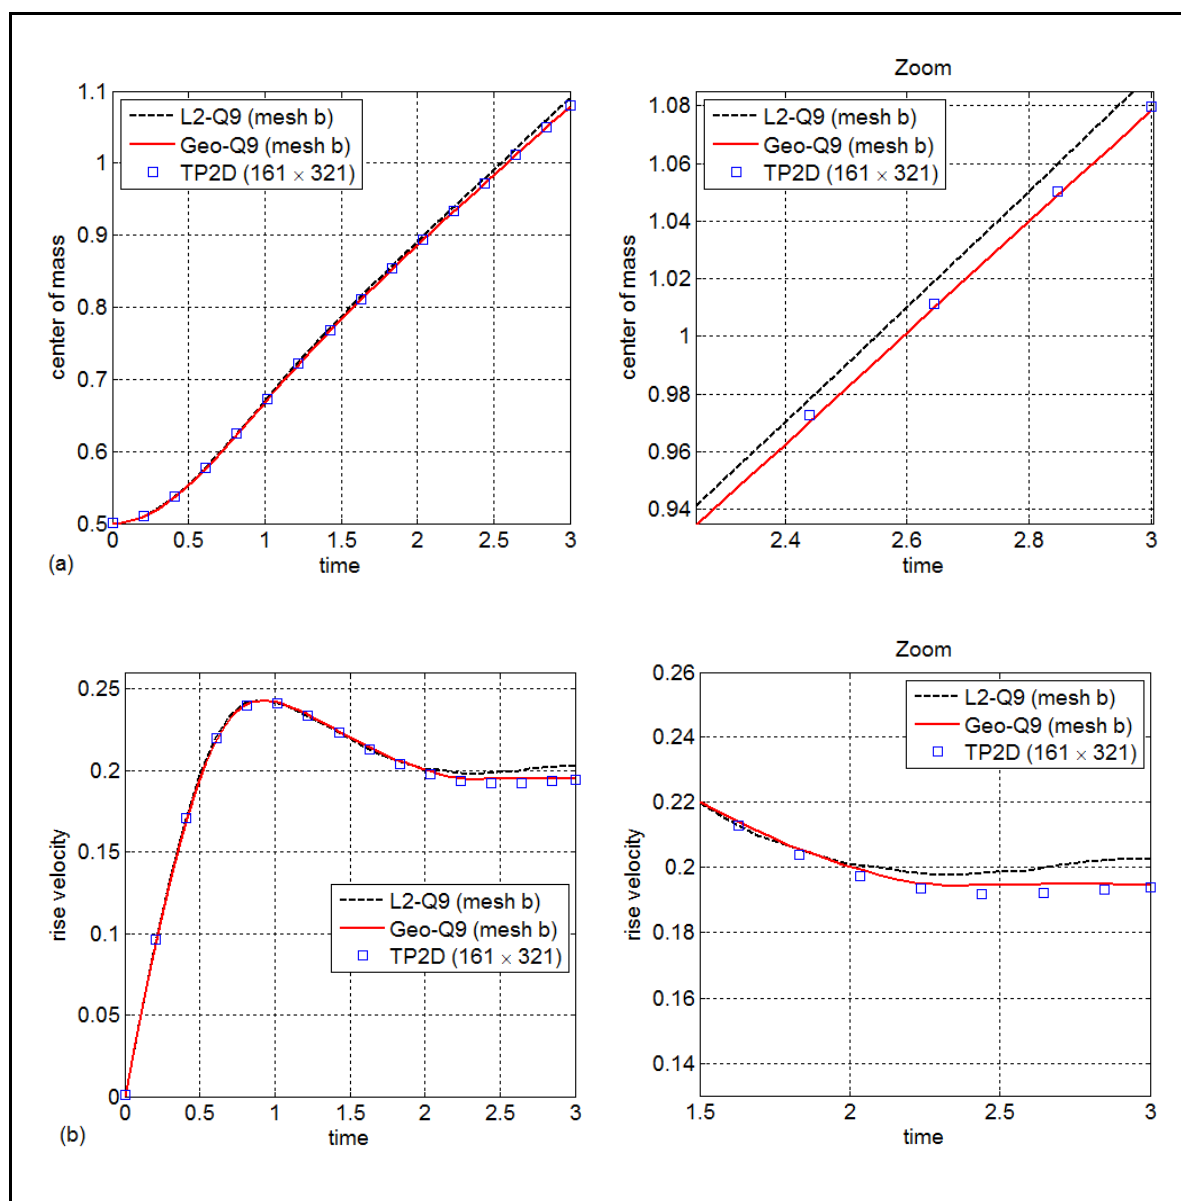 Zoom
1.1
1
0.9
0.8
0.7
0.6
0.5
center of mass
L2-Q9 (mesh b)
Geo-Q9 (mesh b)
TP2D (161 × 321)
0 0.5 1 1.5 2 2.5 3
time
(a)
1.08
1.06
1.04
1.02
1
0.98
0.96
0.94
center of mass
L2-Q9 (mesh b)
Geo-Q9 (mesh b)
TP2D (161 × 321)
2.4 2.6 2.8 3
time
0.25
0.2
0.15
0.1
0.05
0
rise velocity
L2-Q9 (mesh b)
Geo-Q9 (mesh b)
TP2D (161 × 321)
0 0.5 1 1.5 2 2.5 3
time
(b)
Zoom
0.26
0.24
0.22
0.2
0.18
0.16
0.14
rise velocity
L2-Q9 (mesh b)
Geo-Q9 (mesh b)
TP2D (161 × 321)
1.5 2 2.5 3
time